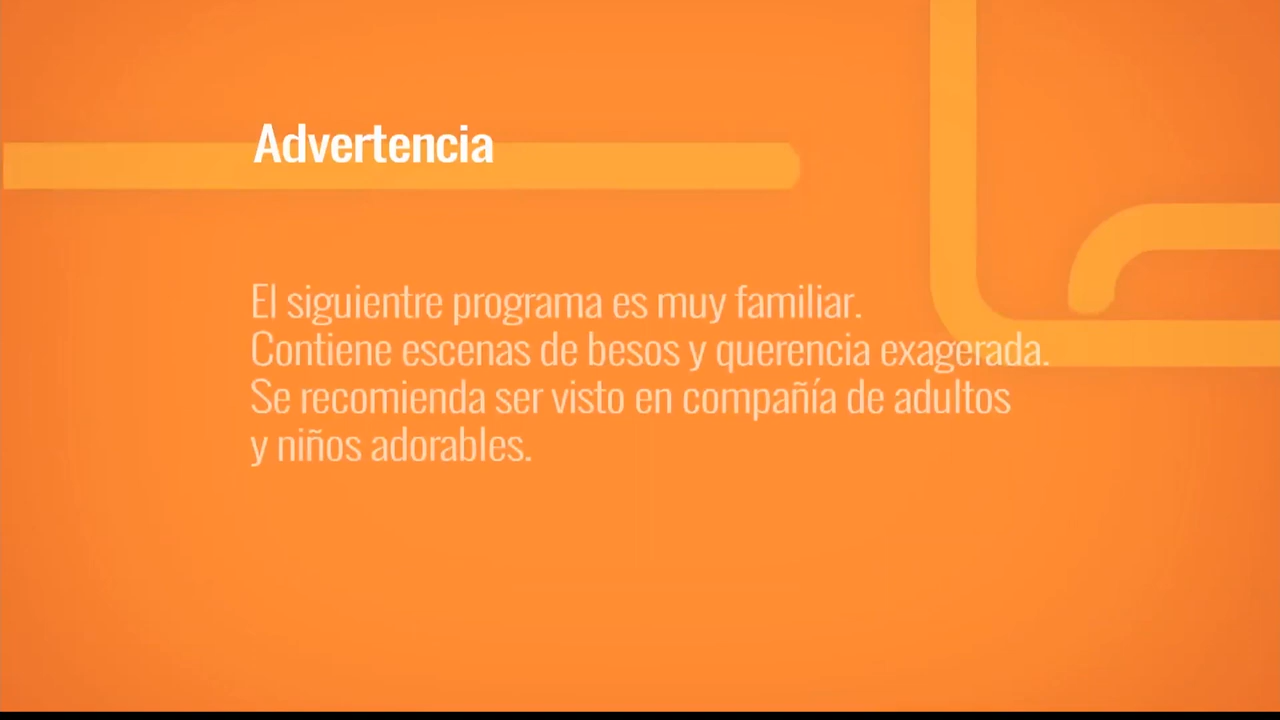 Advertencia
El siguientre programa es muy familiar.
Contiene escenas de besos y querencia exagerada.
Se recomienda ser visto en compañía de adultos
y niños adorables.